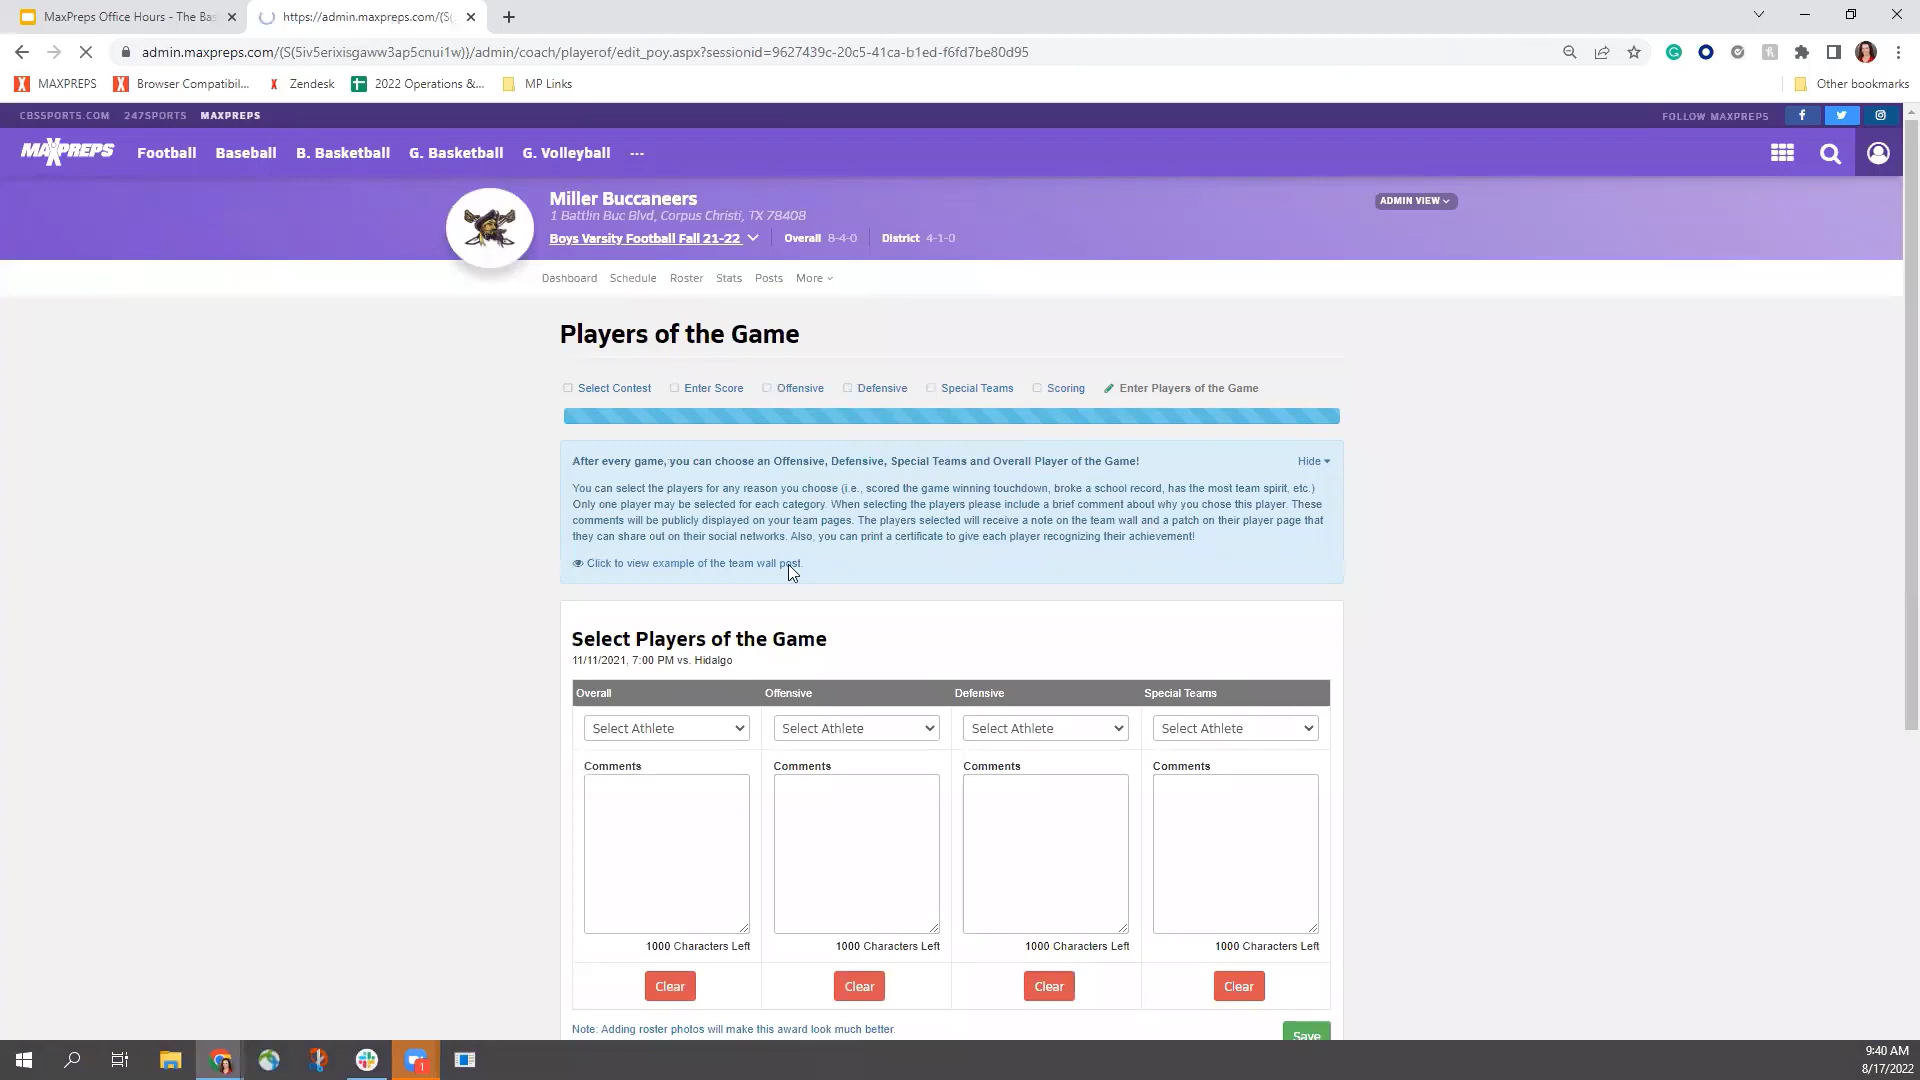 MaxPreps Office Hours - The Bas
https://admin.maxpreps.com/(S(
admin.maxpreps.com/(S(5iv5erixisgaww3ap5cnui1w))/admin/coach/playerof/edit_poy.aspx?sessionid=9627439c-20c5-41ca-b1ed-f6fd7be80d95
MAXPREPS Browser Compatibil... Zendesk 2022 Operations &... MP Links Other bookmarks
CBSSPORTS.COM 247SPORTS MAXPREPS FOLLOW MAXPREPS
MAXPREPS Football Baseball B. Basketball G. Basketball G. Volleyball ---
Miller Buccaneers
ADMIN VIEW
1 Battlin Buc Blvd, Corpus Christi, TX 78408
Boys Varsity Football Fall 21-22 Overall 8-4-0 District 4-1-0
Dashboard Schedule Roster Stats Posts More
Players of the Game
Select Contest Enter Score Offensive Defensive Special Teams Scoring Enter Players of the Game
After every game, you can choose an Offensive, Defensive, Special Teams and Overall Player of the Game! Hide
You can select the players for any reason you choose (i.e., scored the game winning touchdown, broke a school record, has the most team spirit, etc.)
Only one player may be selected for each category. When selecting the players please include a brief comment about why you chose this player. These
comments will be publicly displayed on your team pages. The players selected will receive a note on the team wall and a patch on their player page that
they can share out on their social networks. Also, you can print a certificate to give each player recognizing their achievement!
Click to view example of the team wall post.
Select Players of the Game
11/11/2021, 7:00 PM vs. Hidalgo
Overall Offensive Defensive Special Teams
Select Athlete Select Athlete Select Athlete Select Athlete
Comments Comments Comments Comments
1000 Characters Left 1000 Characters Left 1000 Characters Left 1000 Characters Left
Clear Clear Clear Clear
Note: Adding roster photos will make this award look much better.
Save
1
9:40 AM
8/17/2022